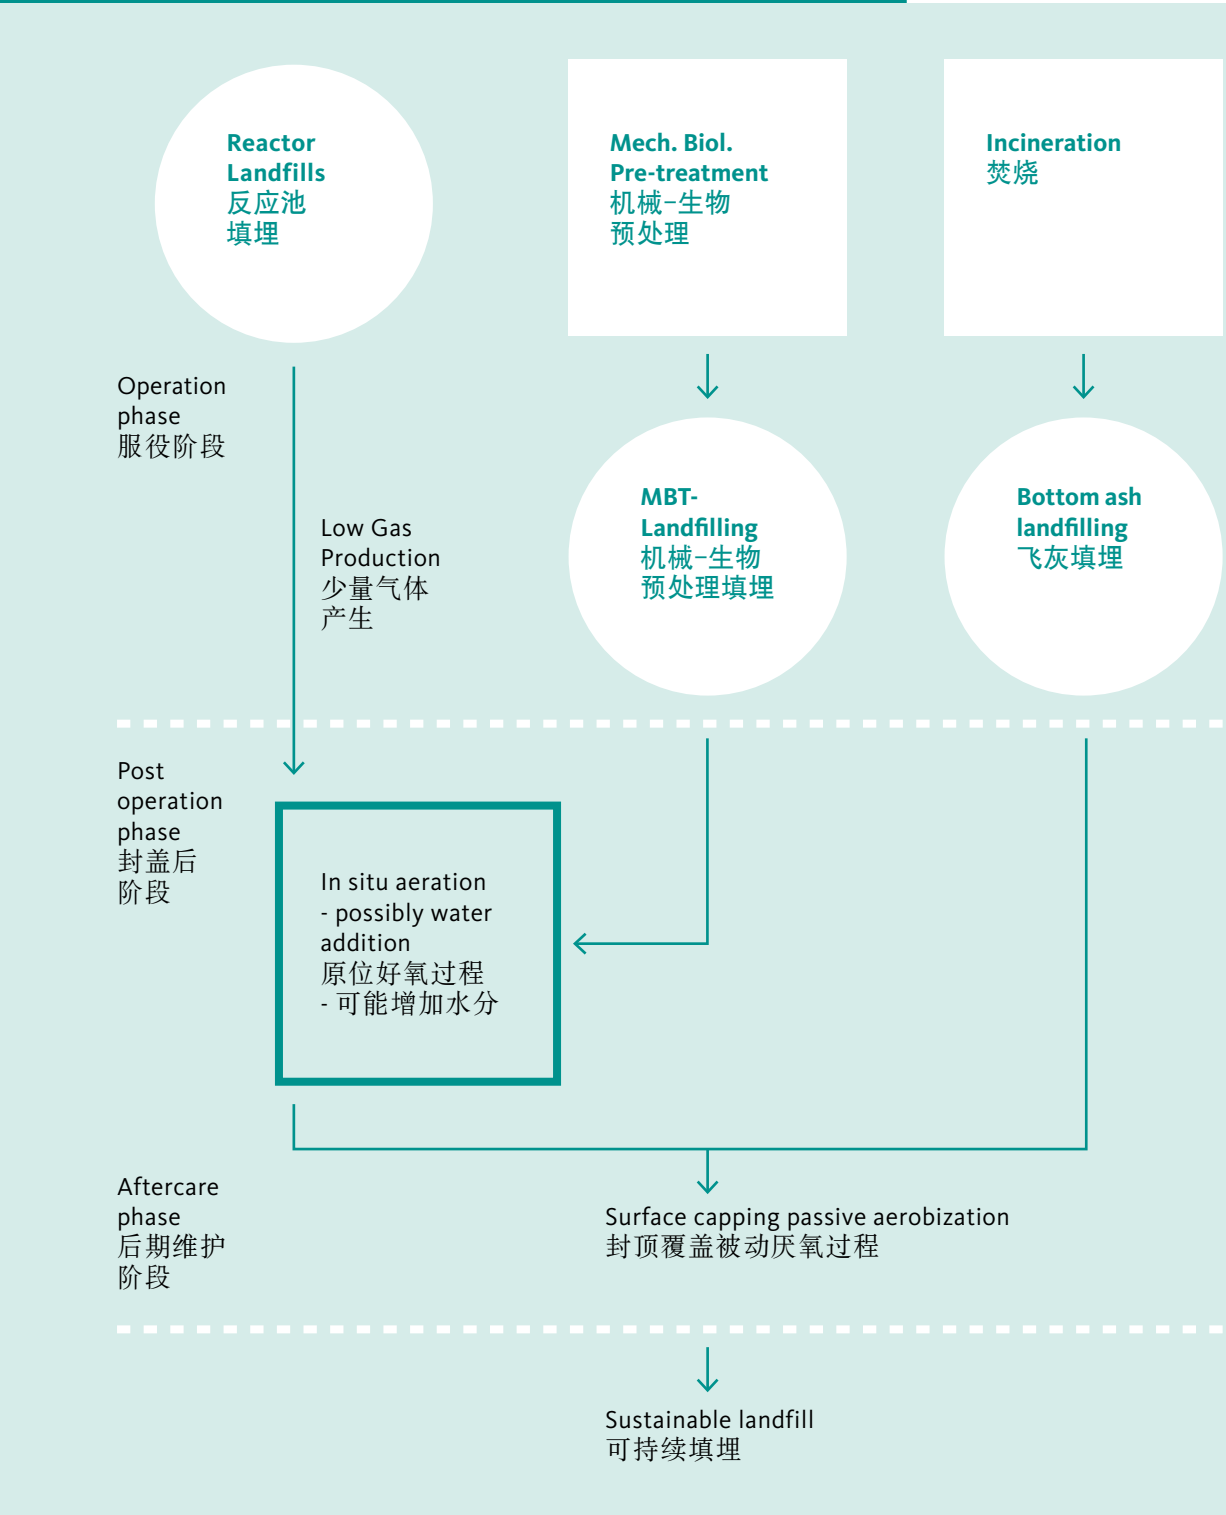 Reactor
Landfills
反应池
填埋
Mech. Biol.
Pre-treatment
机械-生物
预处理
Incineration
焚烧
Operation
phase
服役阶段
Low Gas
Production
少量气体
产生
MBT-
Landfilling
机械-生物
预处理填埋
Bottom ash
landfilling
飞灰填埋
Post
operation
phase
封盖后
阶段
In situ aeration
- possibly water
addition
原位好氧过程
- 可能增加水分
Aftercare
phase
后期维护
阶段
Surface capping passive aerobization
封顶覆盖被动厌氧过程
Sustainable landfill
可持续填埋